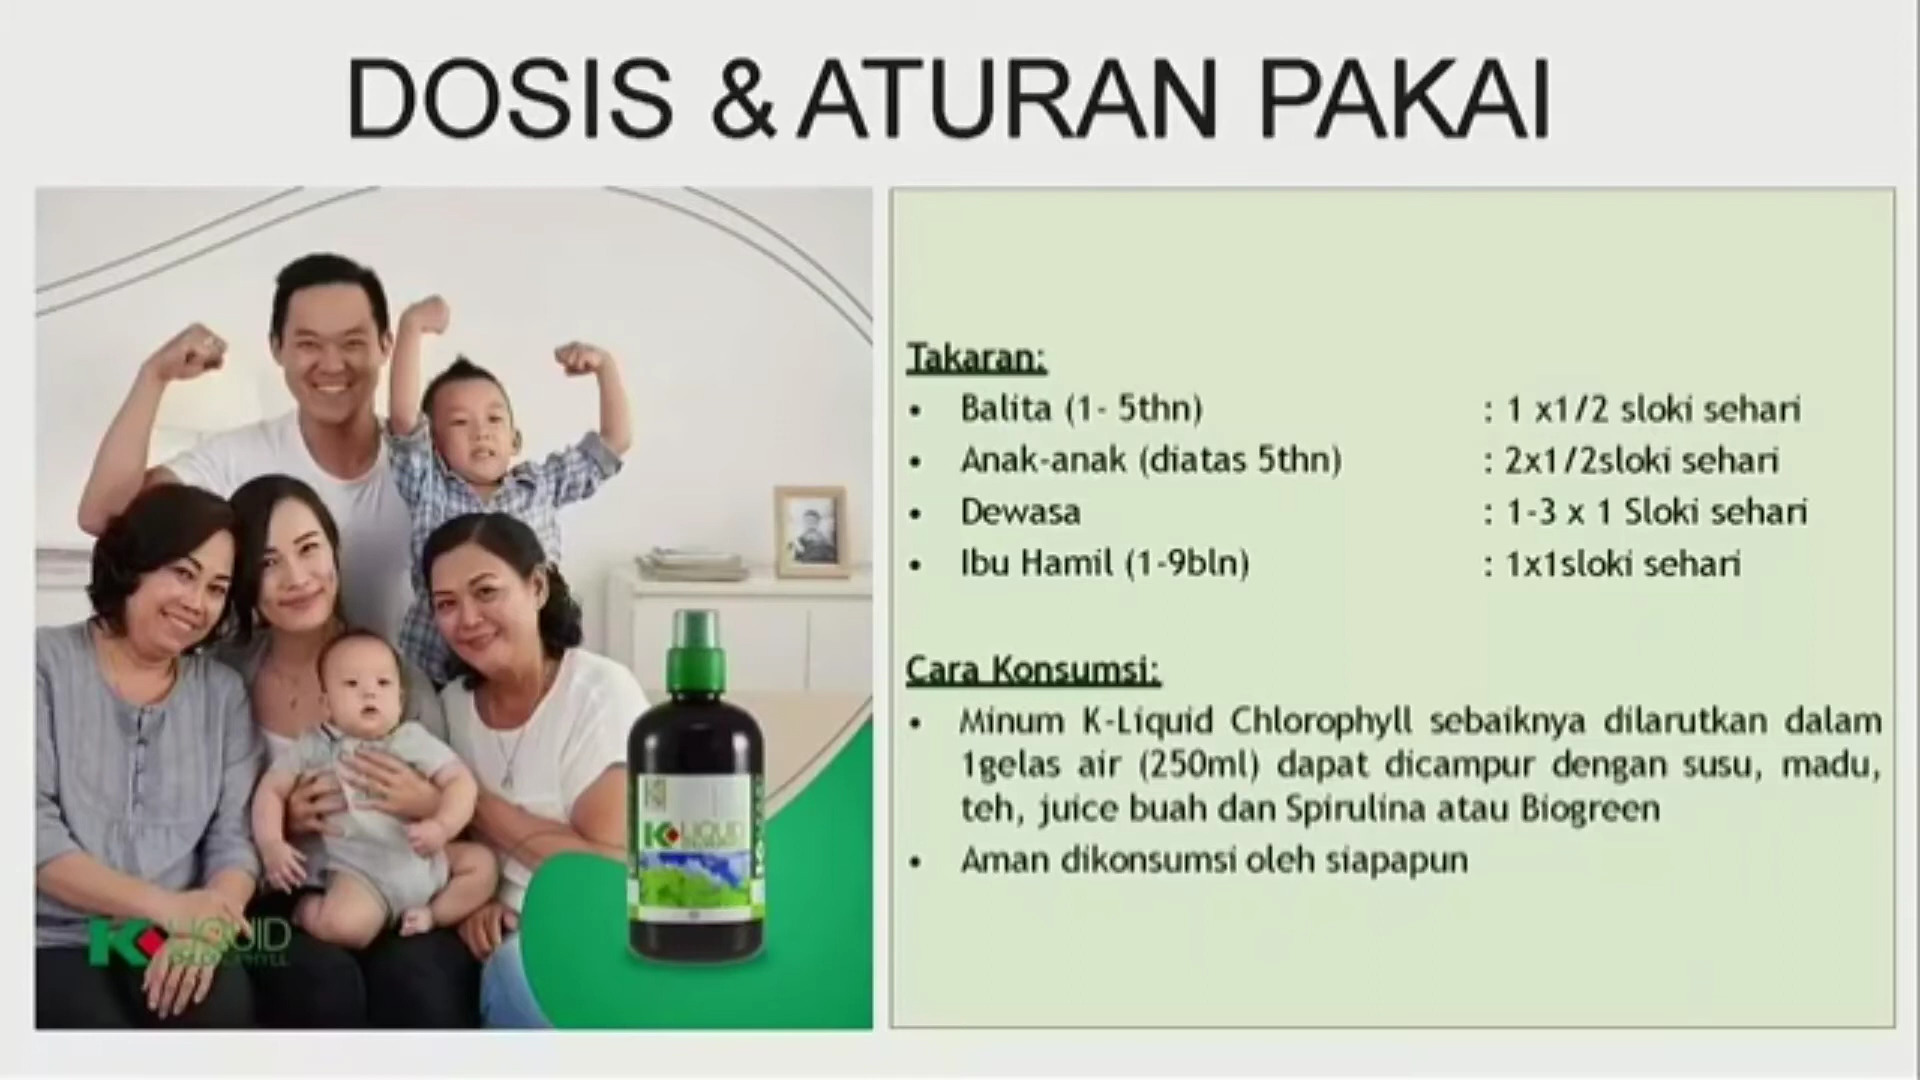 DOSIS & ATURAN PAKAI
Takaran:
• Balita (1- 5thn) : 1 x1/2 sloki sehari
• Anak-anak (diatas 5thn) : 2x1/2sloki sehari
• Dewasa : 1-3 x 1 Sloki sehari
• Ibu Hamil (1-9bln) : 1x1sloki sehari
Cara Konsumsi:
• Minum K-Liquid Chlorophyll sebaiknya dilarutkan dalam
1gelas air (250ml) dapat dicampur dengan susu, madu,
teh, juice buah dan Spirulina atau Biogreen
• Aman dikonsumsi oleh siapapun
K LIQUID
K LIQUID
CHLOROPHYLL